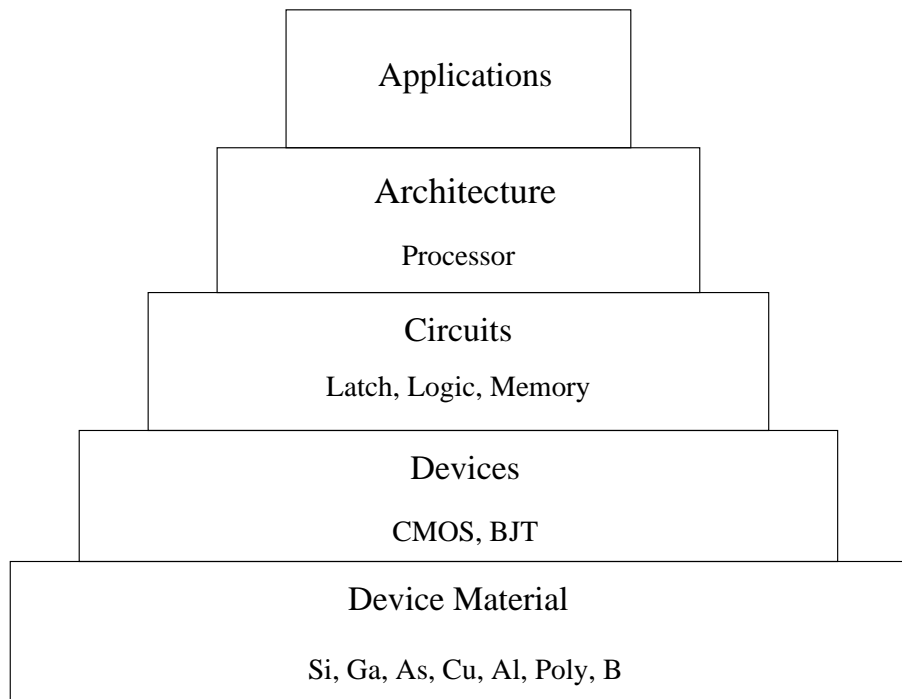 Applications
Architecture
Processor
Circuits
Latch, Logic, Memory
Devices
CMOS, BJT
Device Material
Si, Ga, As, Cu, Al, Poly, B